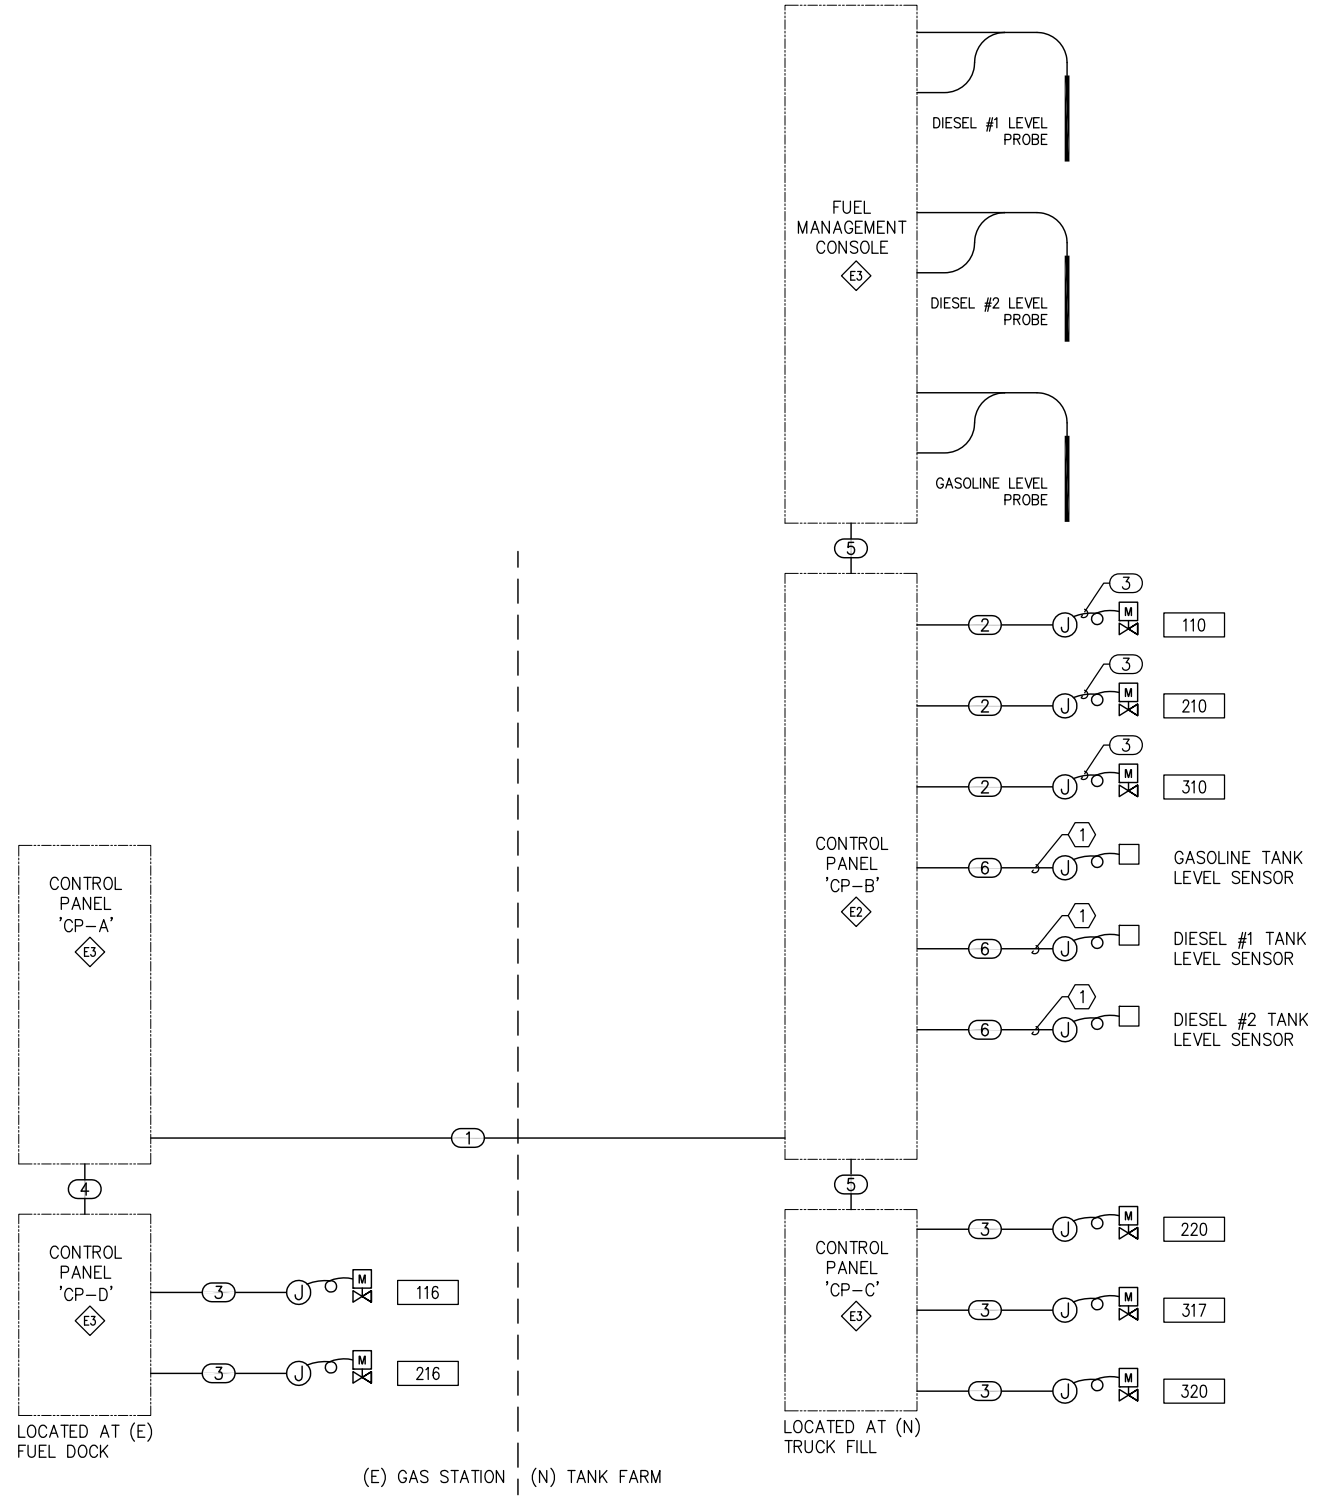 DIESEL #1 LEVEL
PROBE
FUEL
MANAGEMENT
CONSOLE
E3
DIESEL #2 LEVEL
PROBE
GASOLINE LEVEL
PROBE
5
3
2 J M 110
3
2 J M 210
3
2 J M 310
CONTROL
PANEL
'CP-B'
E2
1
6 J
GASOLINE TANK
LEVEL SENSOR
1
6 J
DIESEL #1 TANK
LEVEL SENSOR
1
6 J
DIESEL #2 TANK
LEVEL SENSOR
CONTROL
PANEL
'CP-A'
E3
1
4
5
CONTROL
PANEL
'CP-D'
E3
3 J M 116
3 J M 216
LOCATED AT (E)
FUEL DOCK
CONTROL
PANEL
'CP-C'
E3
3 J M 220
3 J M 317
3 J M 320
LOCATED AT (N)
TRUCK FILL
(E) GAS STATION
(N) TANK FARM